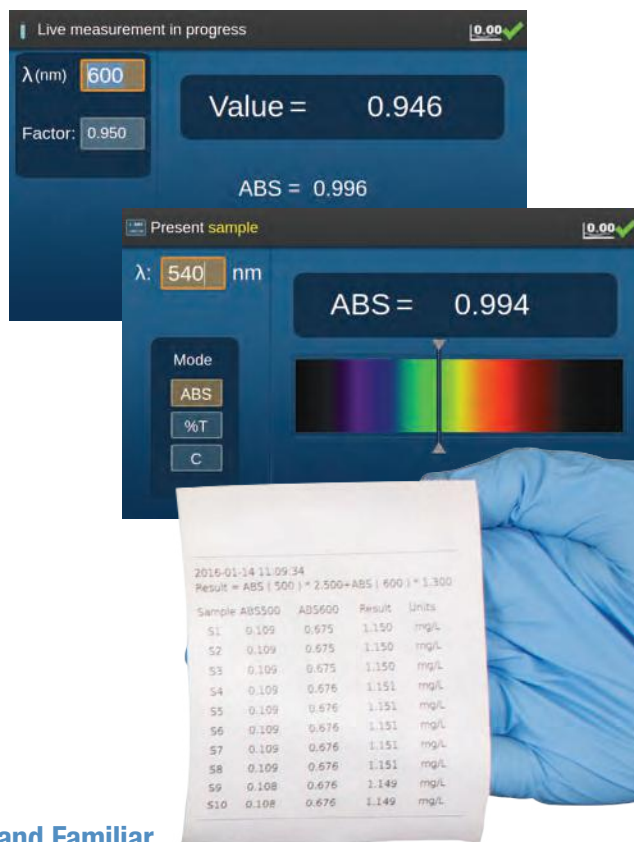 Live measurement in progress
0.00
λ(nm) 600
Value = 0.946
Factor: 0.950
ABS = 0.996
Present sample
0.00
λ: 540 nm
ABS = 0.994
Mode
ABS
%T
C
2016-01-14 11:09:34
Result = ABS ( 500 ) * 2.500+ABS ( 600 ) * 1.300
Sample ABS500 ABS600 Result Units
S1 0.109 0.675 1.150 mg/L
S2 0.109 0.675 1.150 mg/L
S3 0.109 0.675 1.150 mg/L
S4 0.109 0.676 1.151 mg/L
S5 0.109 0.676 1.151 mg/L
S6 0.109 0.676 1.151 mg/L
S7 0.109 0.676 1.151 mg/L
S8 0.109 0.676 1.151 mg/L
S9 0.108 0.676 1.149 mg/L
S10 0.108 0.676 1.149 mg/L
and Familiar